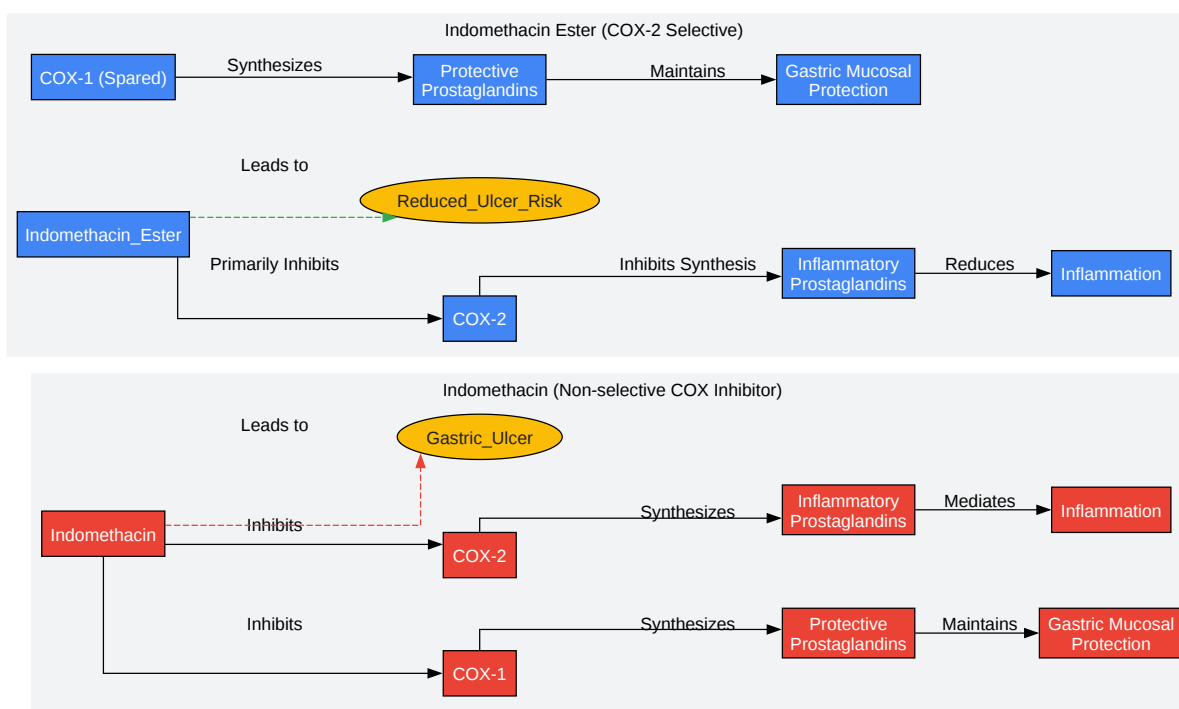 Indomethacin Ester (COX-2 Selective)
COX-1 (Spared)
Synthesizes
Protective
Prostaglandins
Maintains
Gastric Mucosal
Protection
Leads to
Reduced_Ulcer_Risk
Indomethacin_Ester
Primarily Inhibits
COX-2
Inhibits Synthesis
Inflammatory
Prostaglandins
Reduces
Inflammation
Indomethacin (Non-selective COX Inhibitor)
Leads to
Gastric_Ulcer
Indomethacin
Inhibits
COX-2
Synthesizes
Inflammatory
Prostaglandins
Mediates
Inflammation
Inhibits
COX-1
Synthesizes
Protective
Prostaglandins
Maintains
Gastric Mucosal
Protection